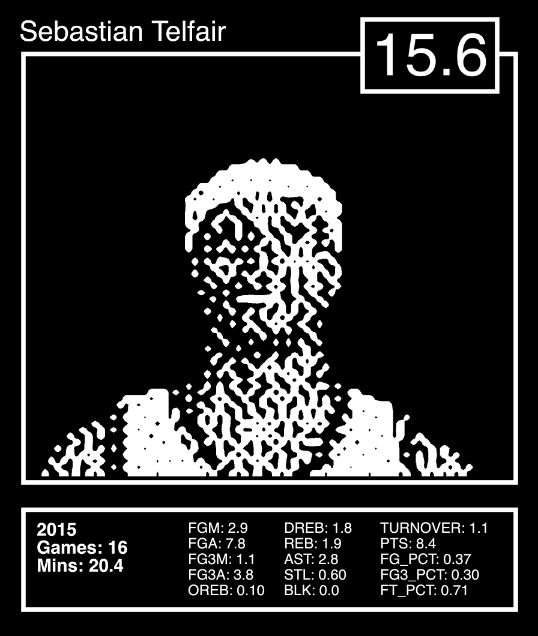 Sebastian Telfair
15.6
2015
Games: 16
Mins: 20.4
FGM: 2.9
FGA: 7.8
FG3M: 1.1
FG3A: 3.8
OREB: 0.10
DREB: 1.8
REB: 1.9
AST: 2.8
STL: 0.60
BLK: 0.0
TURNOVER: 1.1
PTS: 8.4
FG_PCT: 0.37
FG3_PCT: 0.30
FT_PCT: 0.71